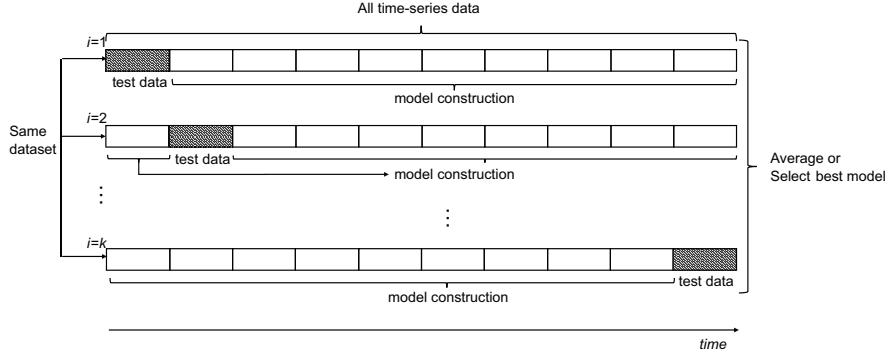 All time-series data
i=1
test data
model construction
i=2
Same
dataset
test data
model construction
Average or
Select best model
i=k
test data
model construction
time